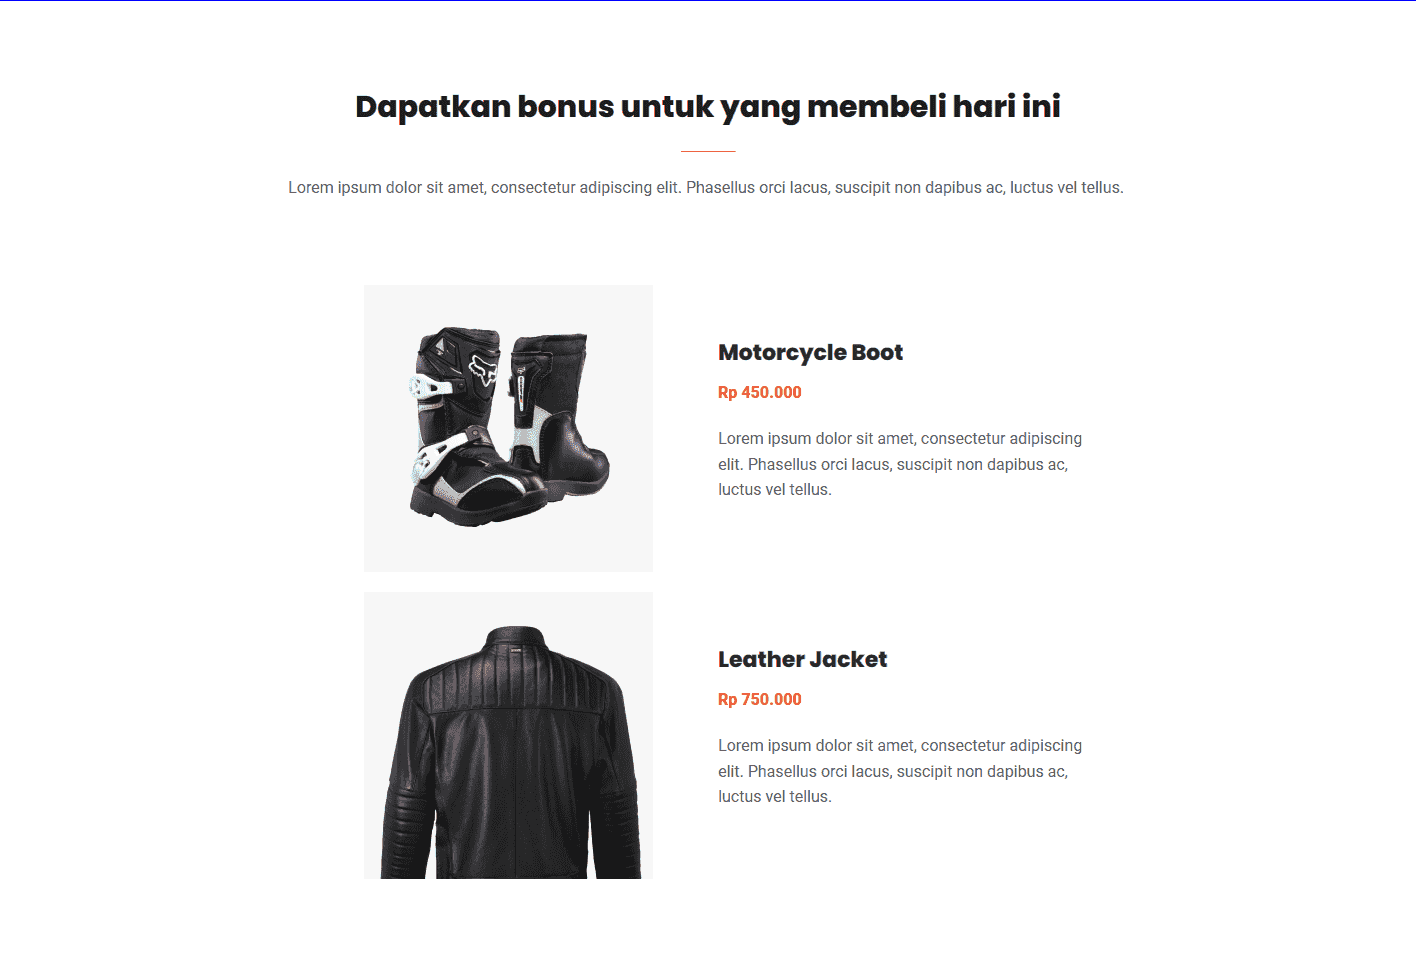 Dapatkan bonus untuk yang membeli hari ini
Lorem ipsum dolor sit amet, consectetur adipiscing elit. Phasellus orci lacus, suscipit non dapibus ac, luctus vel tellus.
Motorcycle Boot
Rp 450.000
Lorem ipsum dolor sit amet, consectetur adipiscing
elit. Phasellus orci lacus, suscipit non dapibus ac,
luctus vel tellus.
Leather Jacket
Rp 750.000
Lorem ipsum dolor sit amet, consectetur adipiscing
elit. Phasellus orci lacus, suscipit non dapibus ac,
luctus vel tellus.